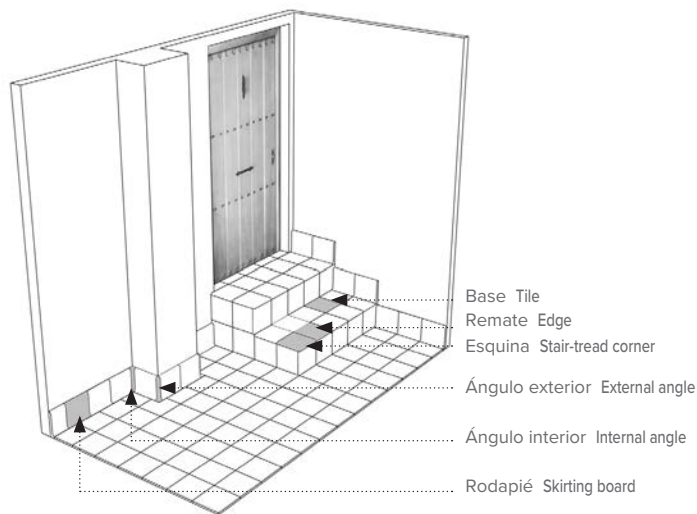 Base Tile
Remate Edge
Esquina Stair-tread corner
Ángulo exterior External angle
Ángulo interior Internal angle
Rodapié Skirting board